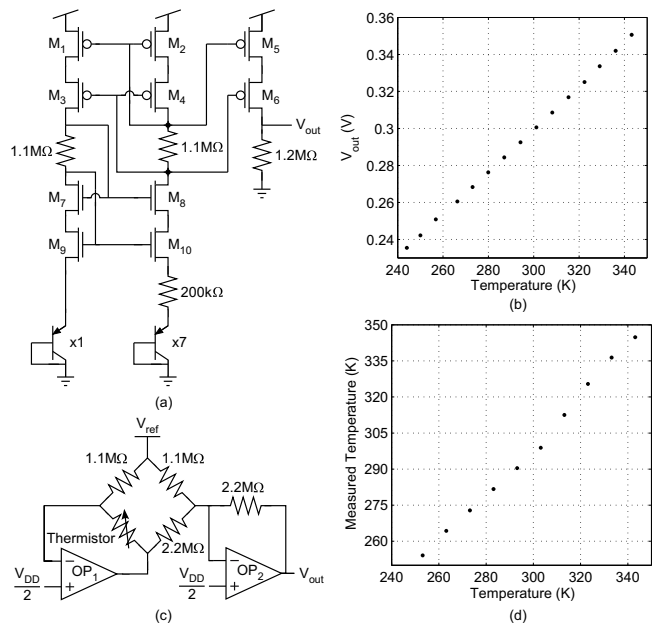 M1
M2
M5
M3
M4
M6
Vout
1.1MΩ
1.1MΩ
1.2MΩ
M7
M8
M9
M10
200kΩ
x1
x7
(a)
0.36
0.34
0.32
0.3
0.28
0.26
0.24
Vout (V)
240 260 280 300 320 340
Temperature (K)
(b)
Vref
1.1MΩ
1.1MΩ
2.2MΩ
Thermistor
2.2MΩ
VDD
2
−
+
OP1
VDD
2
−
+
OP2
Vout
(c)
350
335
320
305
290
275
260
Measured Temperature (K)
240 260 280 300 320 340
Temperature (K)
(d)